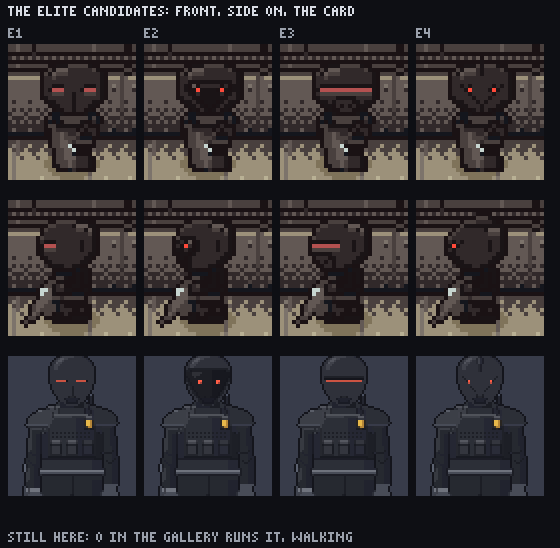 THE ELITE CANDIDATES: FRONT, SIDE ON, THE CARD
E1 E2 E3 E4
STILL HERE: O IN THE GALLERY RUNS IT, WALKING